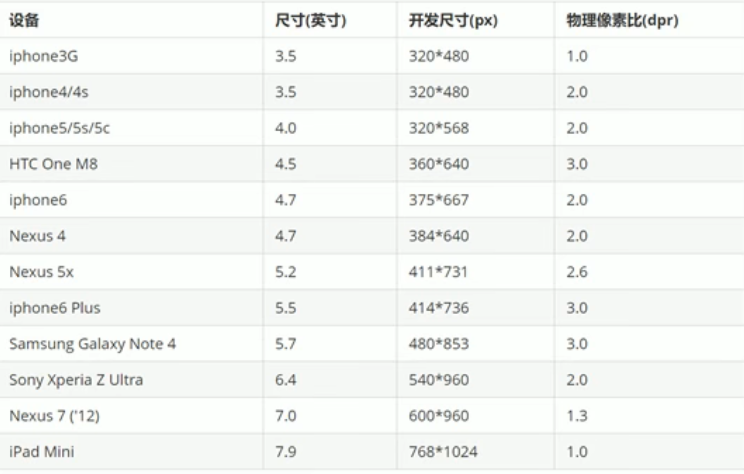 设备 尺寸(英寸) 开发尺寸(px) 物理像素比(dpr)
iphone3G 3.5 320*480 1.0
iphone4/4s 3.5 320*480 2.0
iphone5/5s/5c 4.0 320*568 2.0
HTC One M8 4.5 360*640 3.0
iphone6 4.7 375*667 2.0
Nexus 4 4.7 384*640 2.0
Nexus 5x 5.2 411*731 2.6
iphone6 Plus 5.5 414*736 3.0
Samsung Galaxy Note 4 5.7 480*853 3.0
Sony Xperia Z Ultra 6.4 540*960 2.0
Nexus 7 ('12) 7.0 600*960 1.3
iPad Mini 7.9 768*1024 1.0